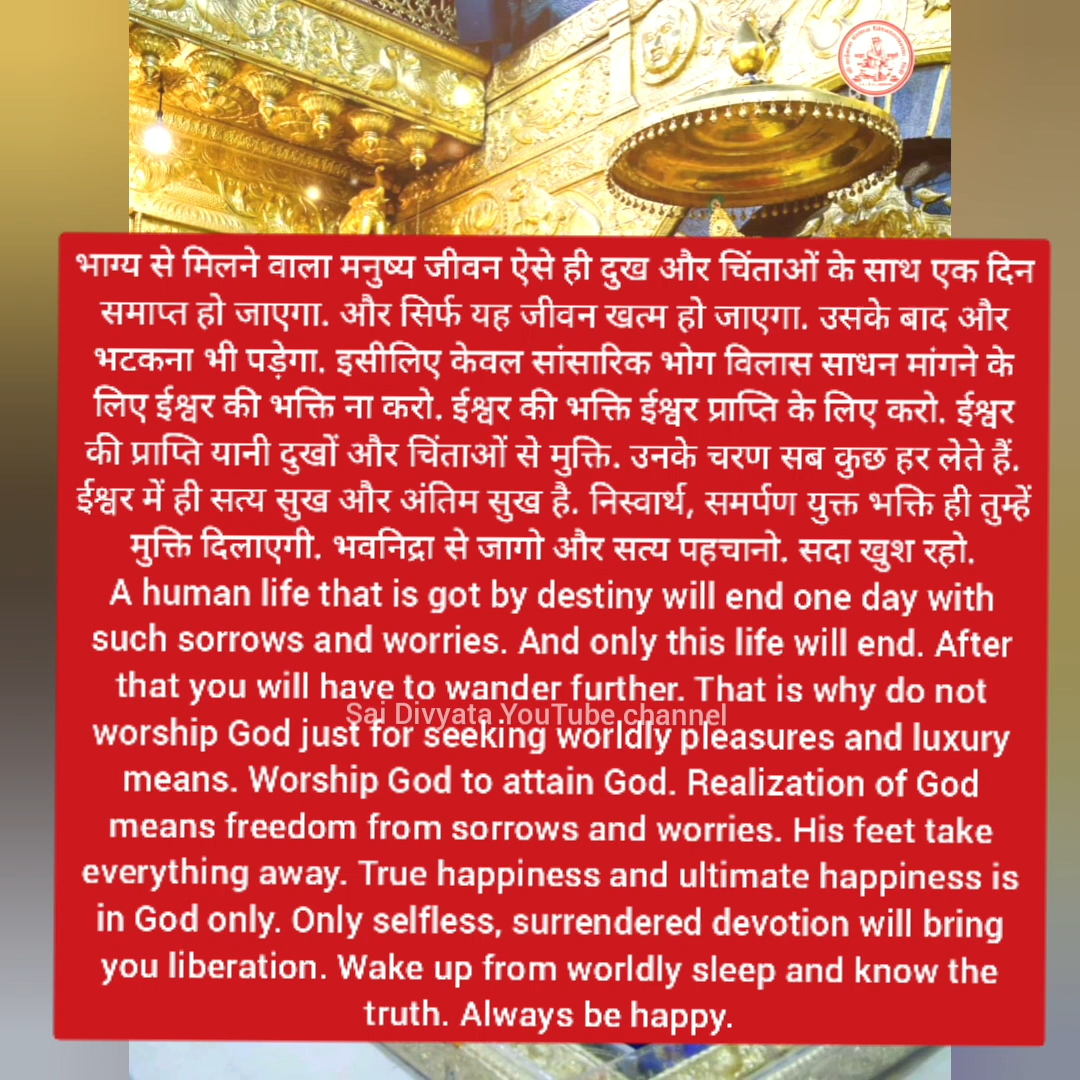 भाग्य से मिलने वाला मनुष्य जीवन ऐसे ही दुख और चिंताओं के साथ एक दिन
समाप्त हो जाएगा. और सिर्फ यह जीवन खत्म हो जाएगा. उसके बाद और
भटकना भी पड़ेगा. इसीलिए केवल सांसारिक भोग विलास साधन मांगने के
लिए ईश्वर की भक्ति ना करो. ईश्वर की भक्ति ईश्वर प्राप्ति के लिए करो. ईश्वर
की प्राप्ति यानी दुखों और चिंताओं से मुक्ति. उनके चरण सब कुछ हर लेते हैं.
ईश्वर में ही सत्य सुख और अंतिम सुख है. निस्वार्थ, समर्पण युक्त भक्ति ही तुम्हें
मुक्ति दिलाएगी. भवनिद्रा से जागो और सत्य पहचानो. सदा खुश रहो.
A human life that is got by destiny will end one day with
such sorrows and worries. And only this life will end. After
that you will have to wander further. That is why do not
Sai Divyata YouTube channel
worship God just for seeking worldly pleasures and luxury
means. Worship God to attain God. Realization of God
means freedom from sorrows and worries. His feet take
everything away. True happiness and ultimate happiness is
in God only. Only selfless, surrendered devotion will bring
you liberation. Wake up from worldly sleep and know the
truth. Always be happy.